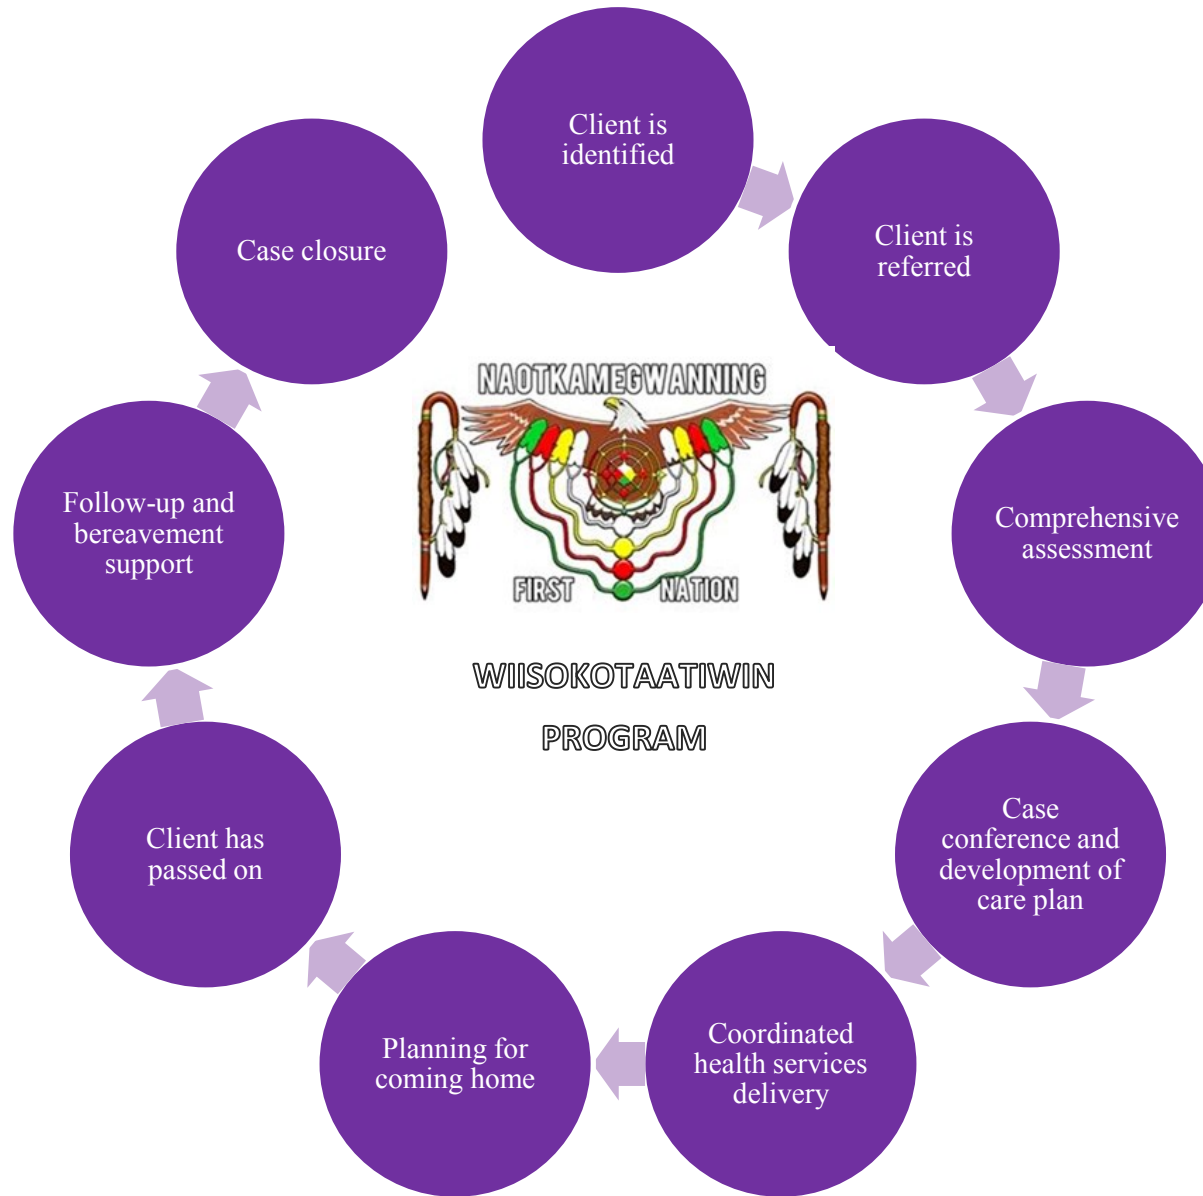 Client is
identified
Client is
referred
Comprehensive
assessment
Case
conference and
development of
care plan
Coordinated
health services
delivery
Planning for
coming home
Client has
passed on
Follow-up and
bereavement
support
Case closure
NAOTKAMEGWANNING
FIRST NATION
WIISOKOTAATIWIN
PROGRAM